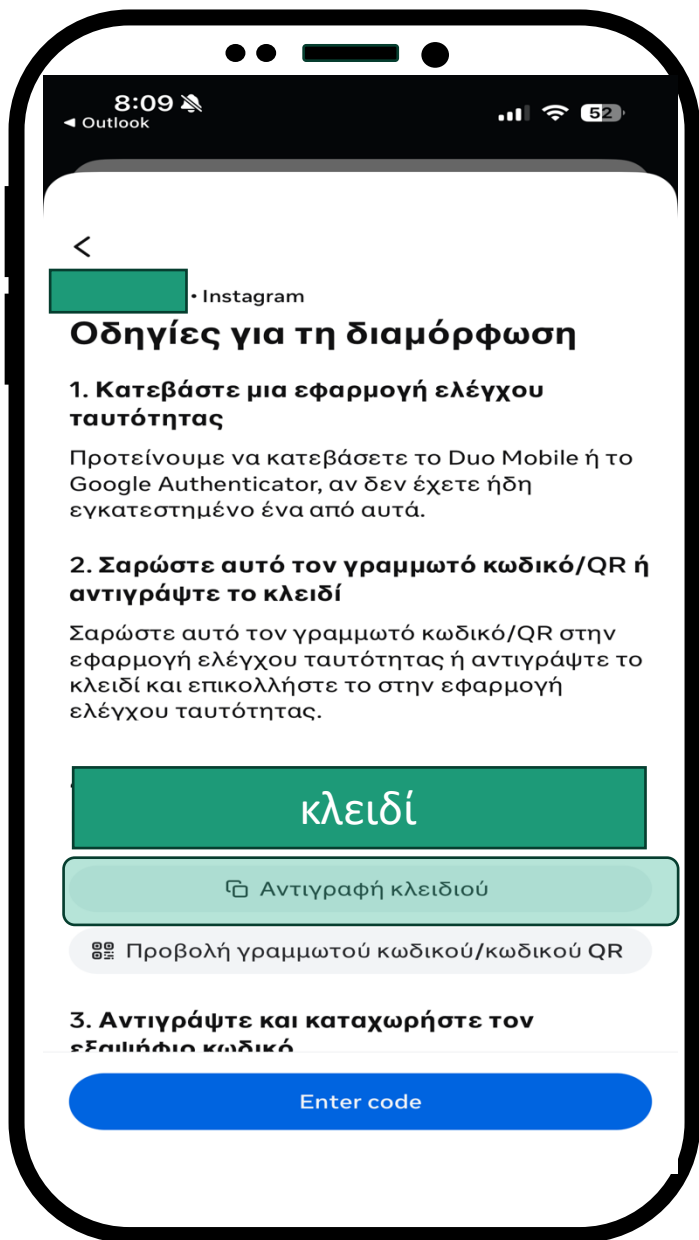 8:09
52
◄ Outlook
• Instagram
Οδηγίες για τη διαμόρφωση
1. Κατεβάστε μια εφαρμογή ελέγχου
ταυτότητας
Προτείνουμε να κατεβάσετε το Duo Mobile ή το
Google Authenticator, αν δεν έχετε ήδη
εγκατεστημένο ένα από αυτά.
2. Σαρώστε αυτό τον γραμμωτό κωδικό/QR ή
αντιγράψτε το κλειδί
Σαρώστε αυτό τον γραμμωτό κωδικό/QR στην
εφαρμογή ελέγχου ταυτότητας ή αντιγράψτε το
κλειδί και επικολλήστε το στην εφαρμογή
ελέγχου ταυτότητας.
κλειδί
Αντιγραφή κλειδιού
Προβολή γραμμωτού κωδικού/κωδικού QR
3. Αντιγράψτε και καταχωρήστε τον
εξαψήφιο κωδικό
Enter code